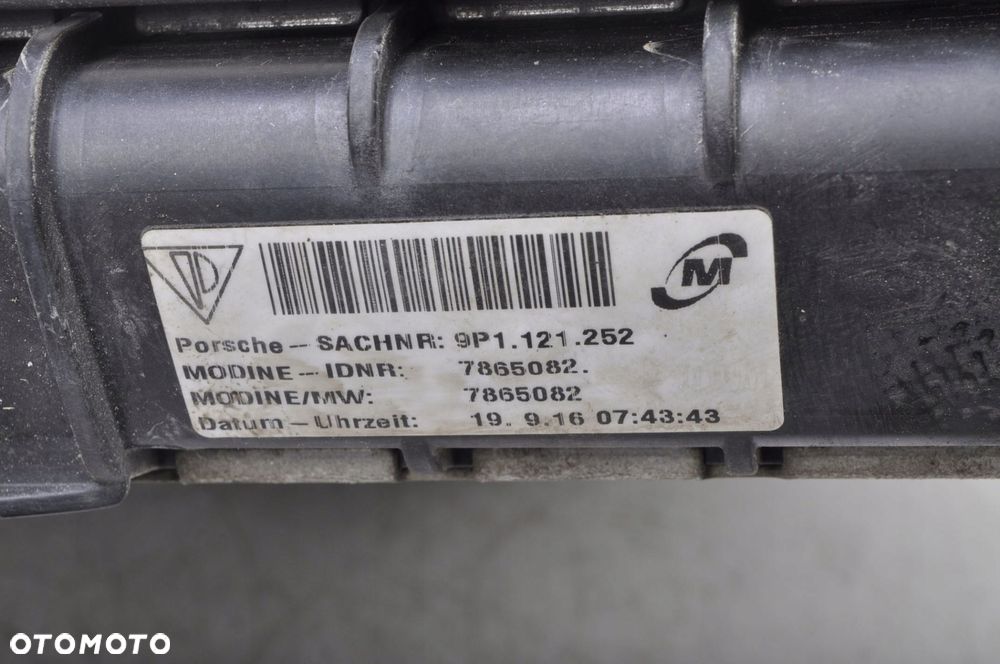 PD
M
Porsche – SACHNR: 9P1.121.252
MODINE – IDNR: 7865082.
MODINE/MW: 7865082
Datum – Uhrzeit: 19. 9.16 07:43:43
OTOMOTO